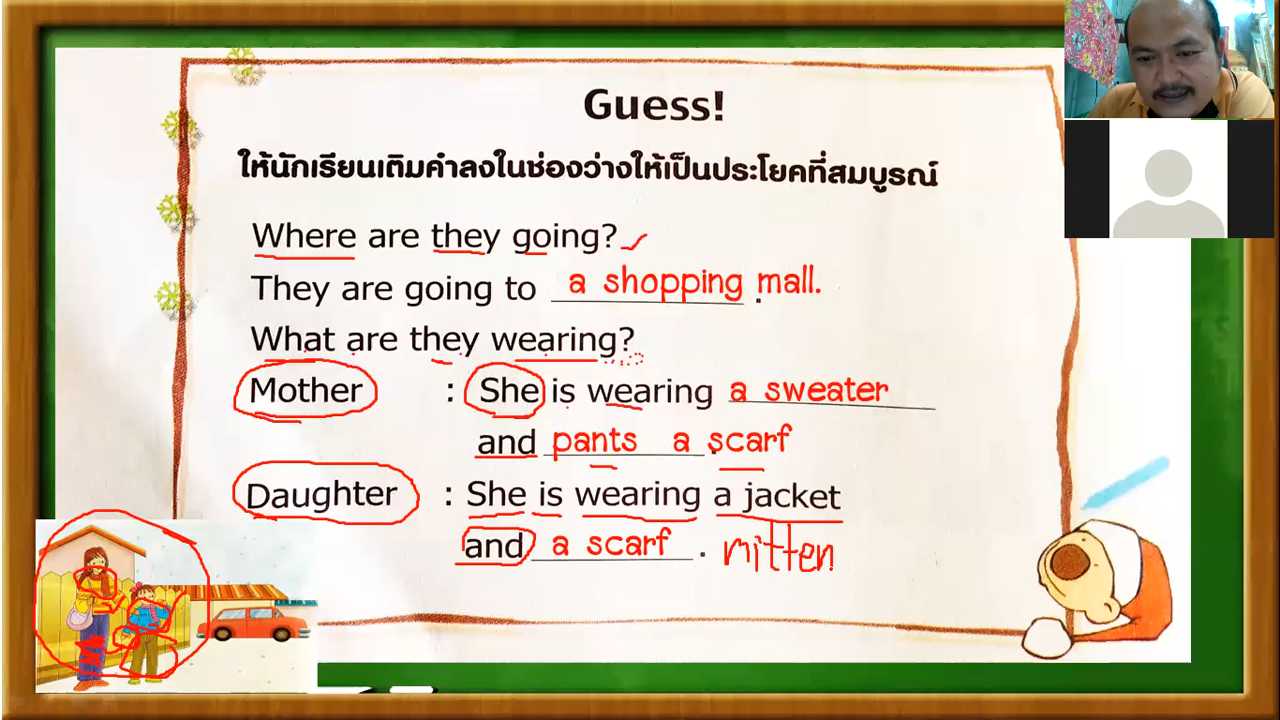 Guess!
ให้นักเรียนเติมคำลงในช่องว่างให้เป็นประโยคที่สมบูรณ์
Where are they going?
They are going to a shopping mall.
What are they wearing?
Mother : She is wearing a sweater
and pants a scarf.
Daughter : She is wearing a jacket
and a scarf. mitten